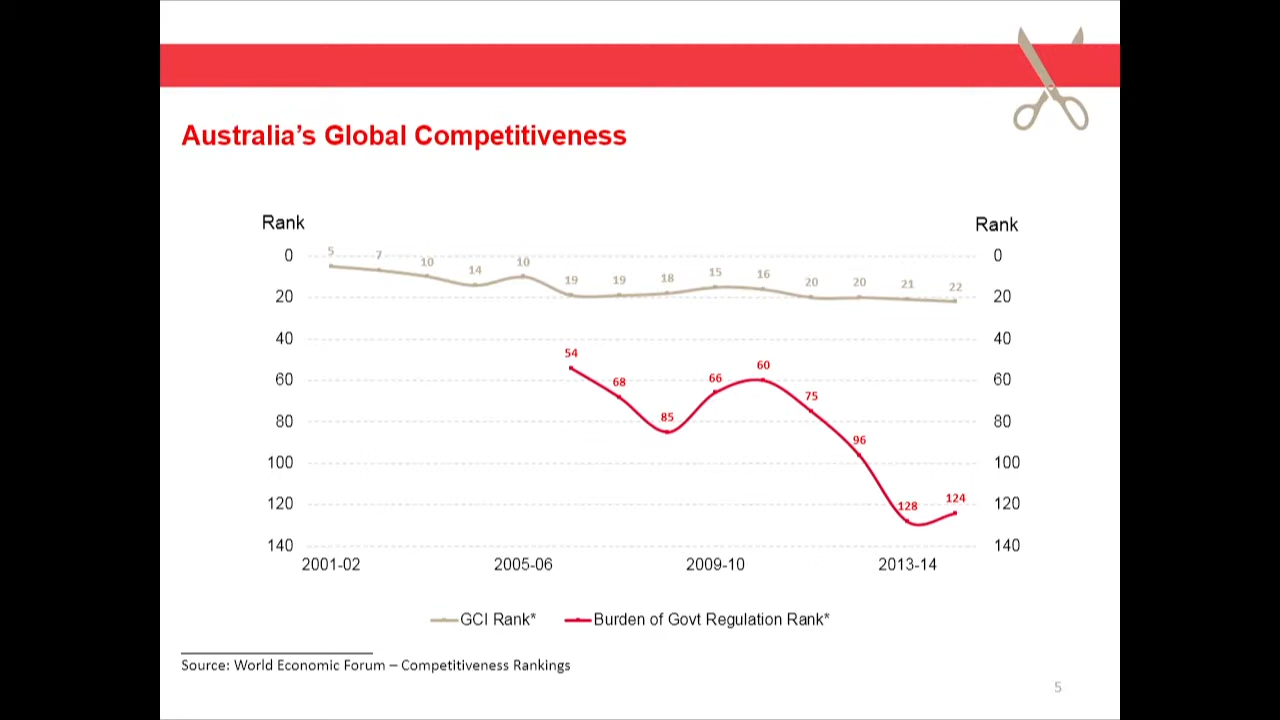 Australia’s Global Competitiveness
Rank Rank
0 0
20 20
40 40
60 60
80 80
100 100
120 120
140 140
5 7 10 14 10 19 19 18 15 16 20 20 21 22
54 68 85 66 60 75 96 128 124
2001-02 2005-06 2009-10 2013-14
GCI Rank* Burden of Govt Regulation Rank*
Source: World Economic Forum – Competitiveness Rankings
5